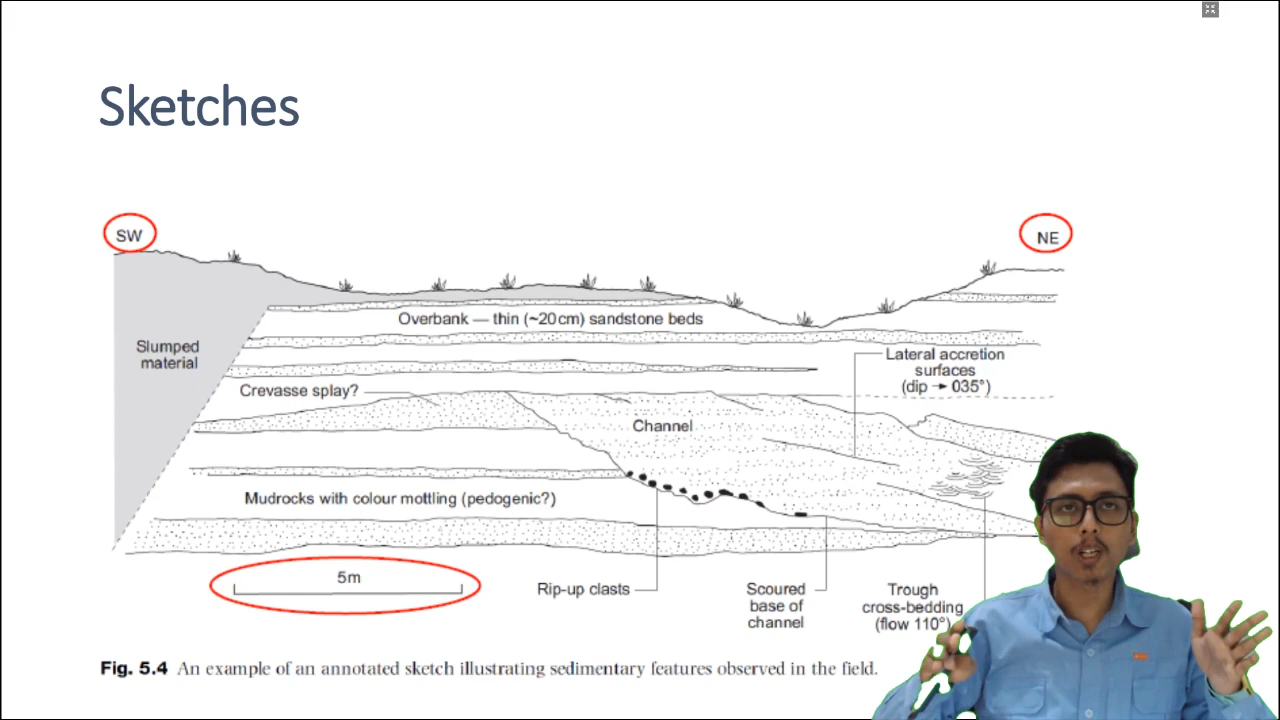 Sketches
SW
NE
Overbank — thin (~20cm) sandstone beds
Slumped
material
Lateral accretion
surfaces
(dip → 035°)
Crevasse splay?
Channel
Mudrocks with colour mottling (pedogenic?)
5m
Rip-up clasts
Scoured
base of
channel
Trough
cross-bedding
(flow 110°)
Fig. 5.4 An example of an annotated sketch illustrating sedimentary features observed in the field.